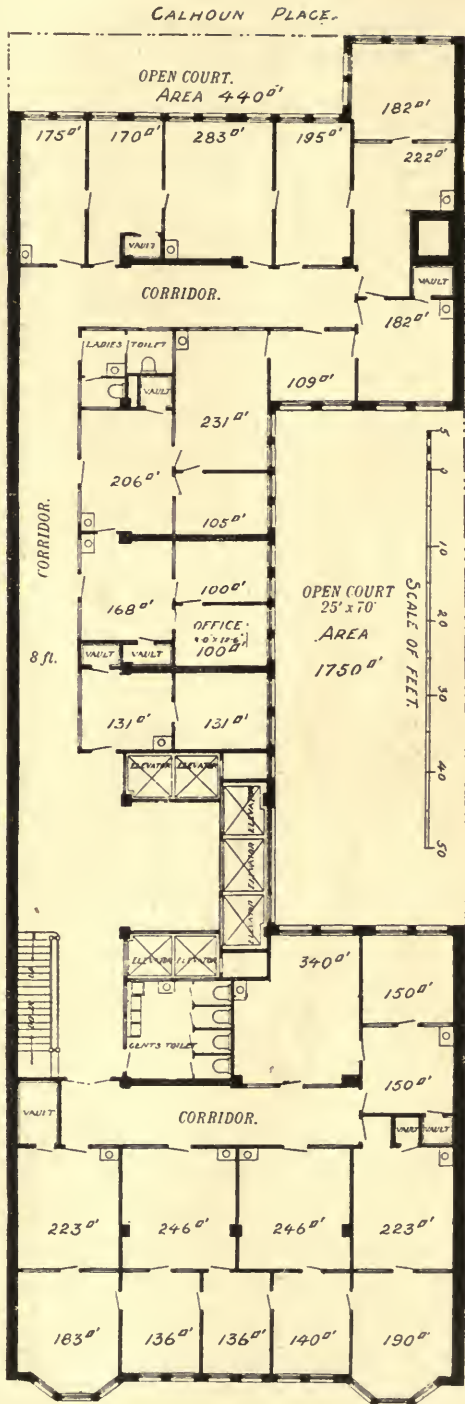 CALHOUN PLACE.
OPEN COURT.
AREA 440□'
182□'
175□'
170□'
283□'
195□'
222□'
VAULT
VAULT
CORRIDOR.
182□'
LADIES TOILET
VAULT
109□'
231□'
206□'
105□'
CORRIDOR.
168□'
100□'
OFFICE
100□'
8 ft.
VAULT
VAULT
131□'
131□'
OPEN COURT
25' x 70'
AREA
1750□'
5
0
10
20
30
40
50
SCALE OF FEET.
ELEVATOR
ELEVATOR
ELEVATOR
ELEVATOR
ELEVATOR
ELEVATOR
ELEVATOR
340□'
150□'
UP
DOWN
GENTS TOILET
150□'
VAULT
CORRIDOR.
VAULT
VAULT
223□'
246□'
246□'
223□'
183□'
136□'
136□'
140□'
190□'